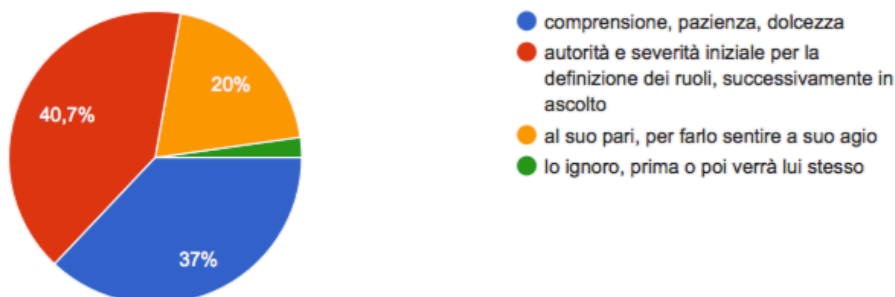 comprensione, pazienza, dolcezza
autorità e severità iniziale per la
definizione dei ruoli, successivamente in
ascolto
al suo pari, per farlo sentire a suo agio
lo ignoro, prima o poi verrà lui stesso
20%
40,7%
37%